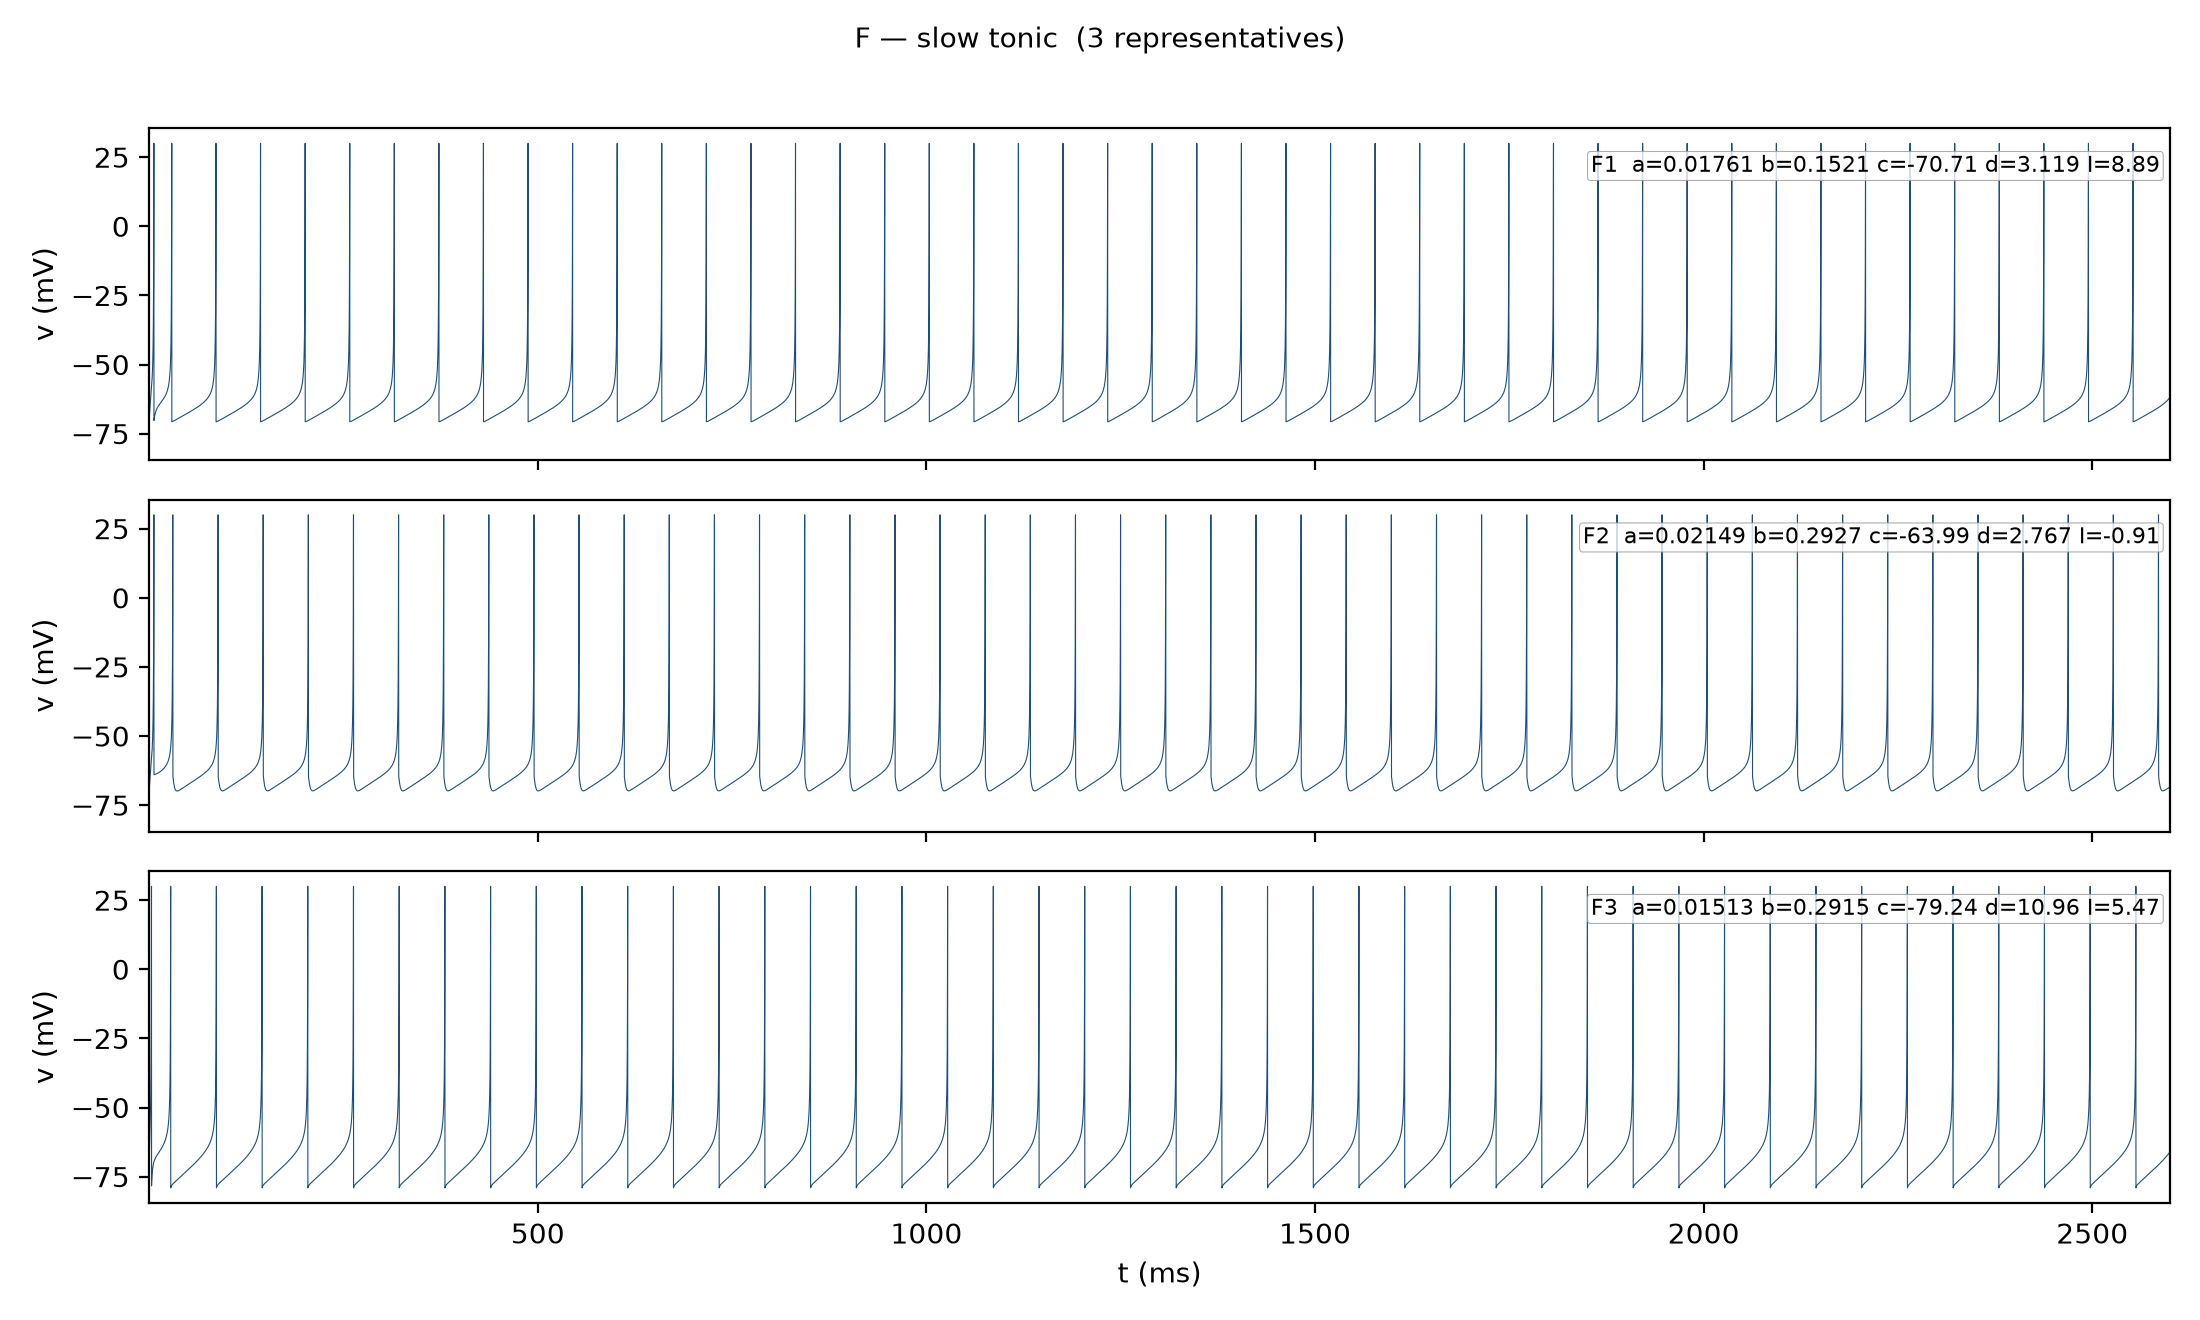 F — slow tonic (3 representatives)
25
0
−25
−50
−75
v (mV)
F1 a=0.01761 b=0.1521 c=-70.71 d=3.119 I=8.89
25
0
−25
−50
−75
v (mV)
F2 a=0.02149 b=0.2927 c=-63.99 d=2.767 I=-0.91
25
0
−25
−50
−75
v (mV)
F3 a=0.01513 b=0.2915 c=-79.24 d=10.96 I=5.47
500 1000 1500 2000 2500
t (ms)